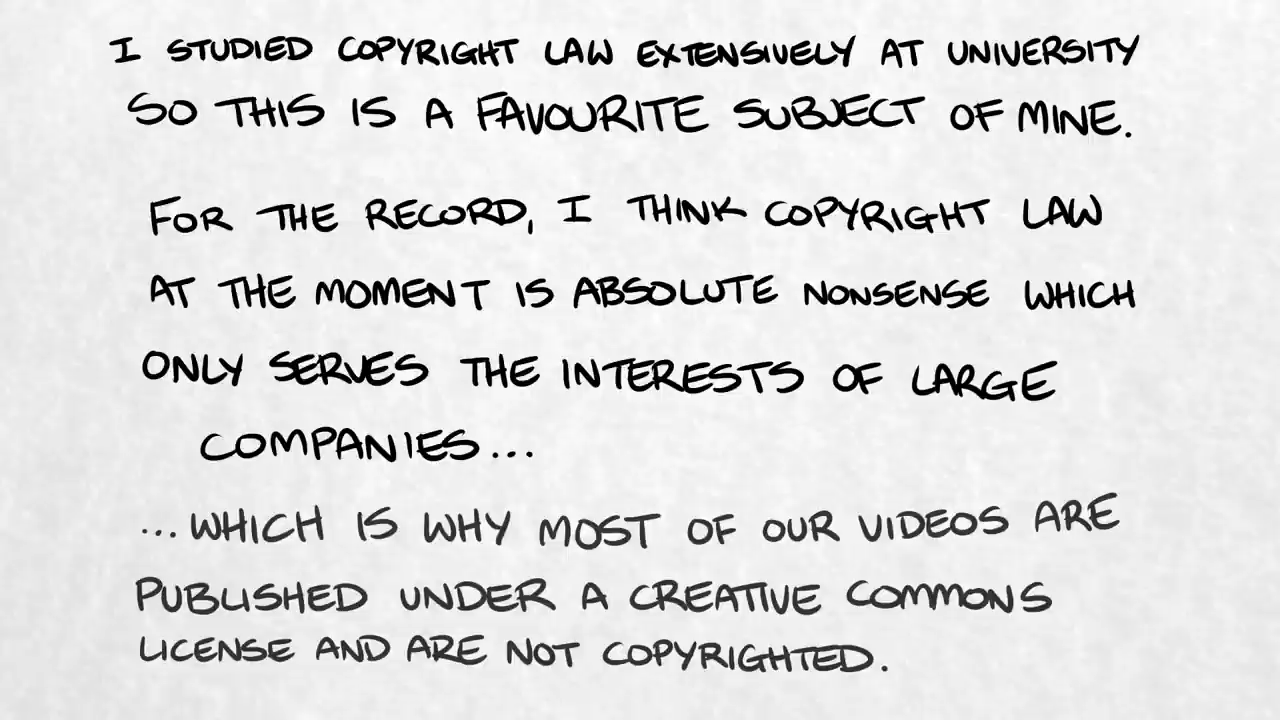 I STUDIED COPYRIGHT LAW EXTENSIVELY AT UNIVERSITY
SO THIS IS A FAVOURITE SUBJECT OF MINE.
FOR THE RECORD, I THINK COPYRIGHT LAW
AT THE MOMENT IS ABSOLUTE NONSENSE WHICH
ONLY SERVES THE INTERESTS OF LARGE
COMPANIES...
...WHICH IS WHY MOST OF OUR VIDEOS ARE
PUBLISHED UNDER A CREATIVE COMMONS
LICENSE AND ARE NOT COPYRIGHTED.